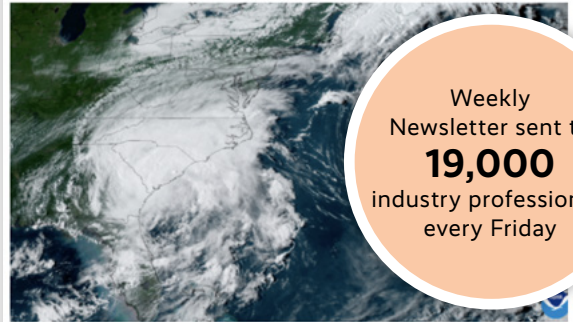 Weekly
Newsletter sent t
19,000
industry profession
every Friday